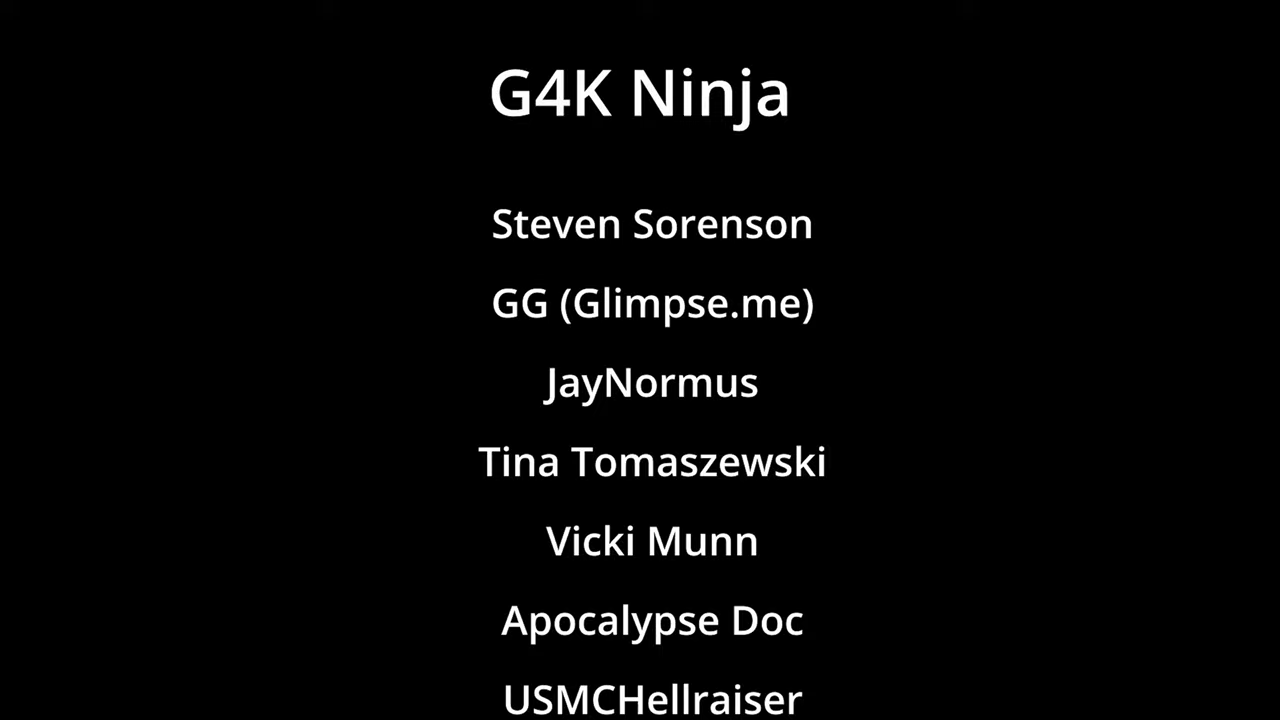 G4K Ninja
Steven Sorenson
GG (Glimpse.me)
JayNormus
Tina Tomaszewski
Vicki Munn
Apocalypse Doc
USMCHellraiser